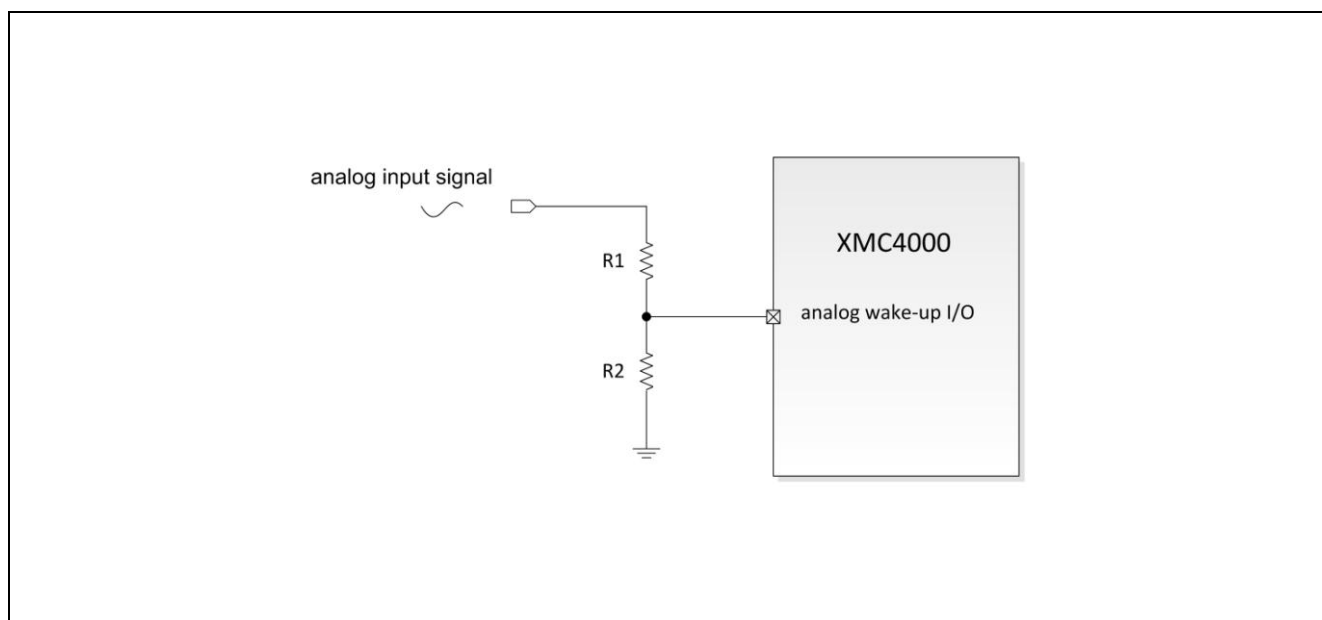 analog input signal
XMC4000
R1
analog wake-up I/O
R2